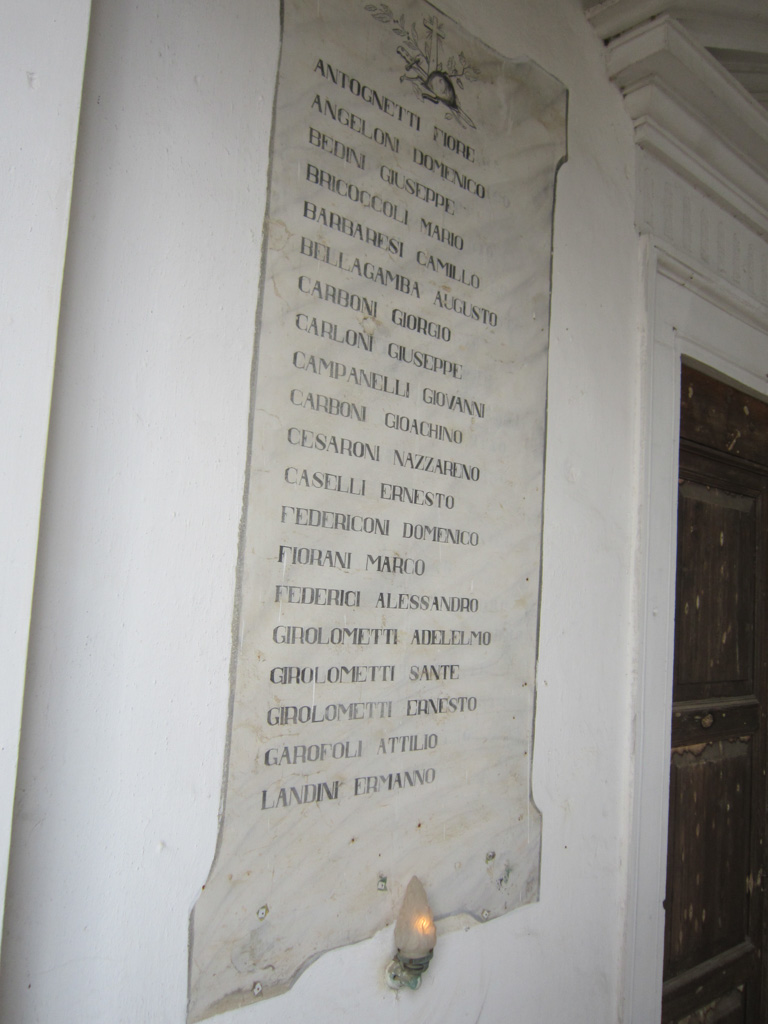 ANTOGNETTI FIORE
ANGELONI DOMENICO
BEDINI GIUSEPPE
BRICOCCOLI MARIO
BARBARESI CAMILLO
BELLAGAMBA AUGUSTO
CARBONI GIORGIO
CARLONI GIUSEPPE
CAMPANELLI GIOVANNI
CARBONI GIOACHINO
CESARONI NAZZARENO
CASELLI ERNESTO
FEDERICONI DOMENICO
FIORANI MARCO
FEDERICI ALESSANDRO
GIROLOMETTI ADELELMO
GIROLOMETTI SANTE
GIROLOMETTI ERNESTO
GAROFOLI ATTILIO
LANDINI ERMANNO